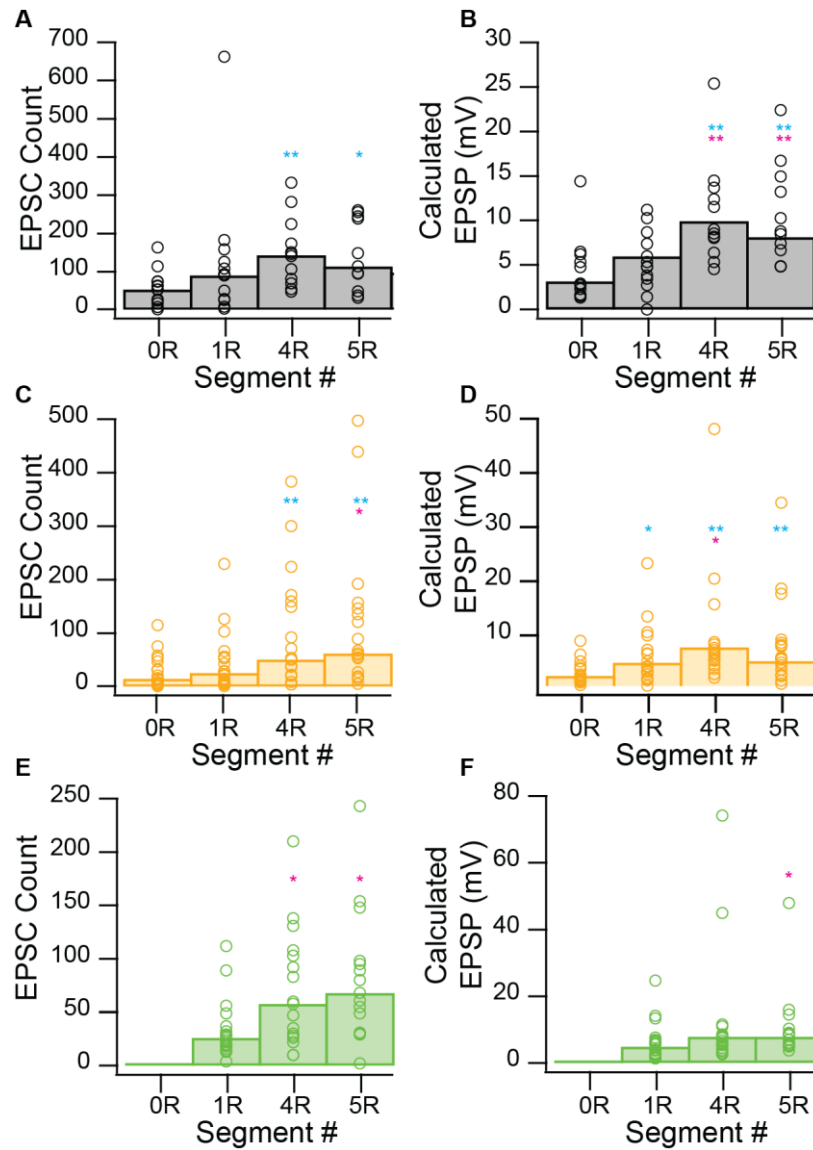 A
EPSC Count
700
600
500
400
300
200
100
0
** *
0R 1R 4R 5R
Segment #
B
Calculated
EPSP (mV)
30
25
20
15
10
5
0
** **
** **
0R 1R 4R 5R
Segment #
C
EPSC Count
500
400
300
200
100
0
** **
*
0R 1R 4R 5R
Segment #
D
Calculated
EPSP (mV)
50
40
30
20
10
* ** **
*
0R 1R 4R 5R
Segment #
E
EPSC Count
250
200
150
100
50
0
* *
0R 1R 4R 5R
Segment #
F
Calculated
EPSP (mV)
80
60
40
20
0
*
0R 1R 4R 5R
Segment #